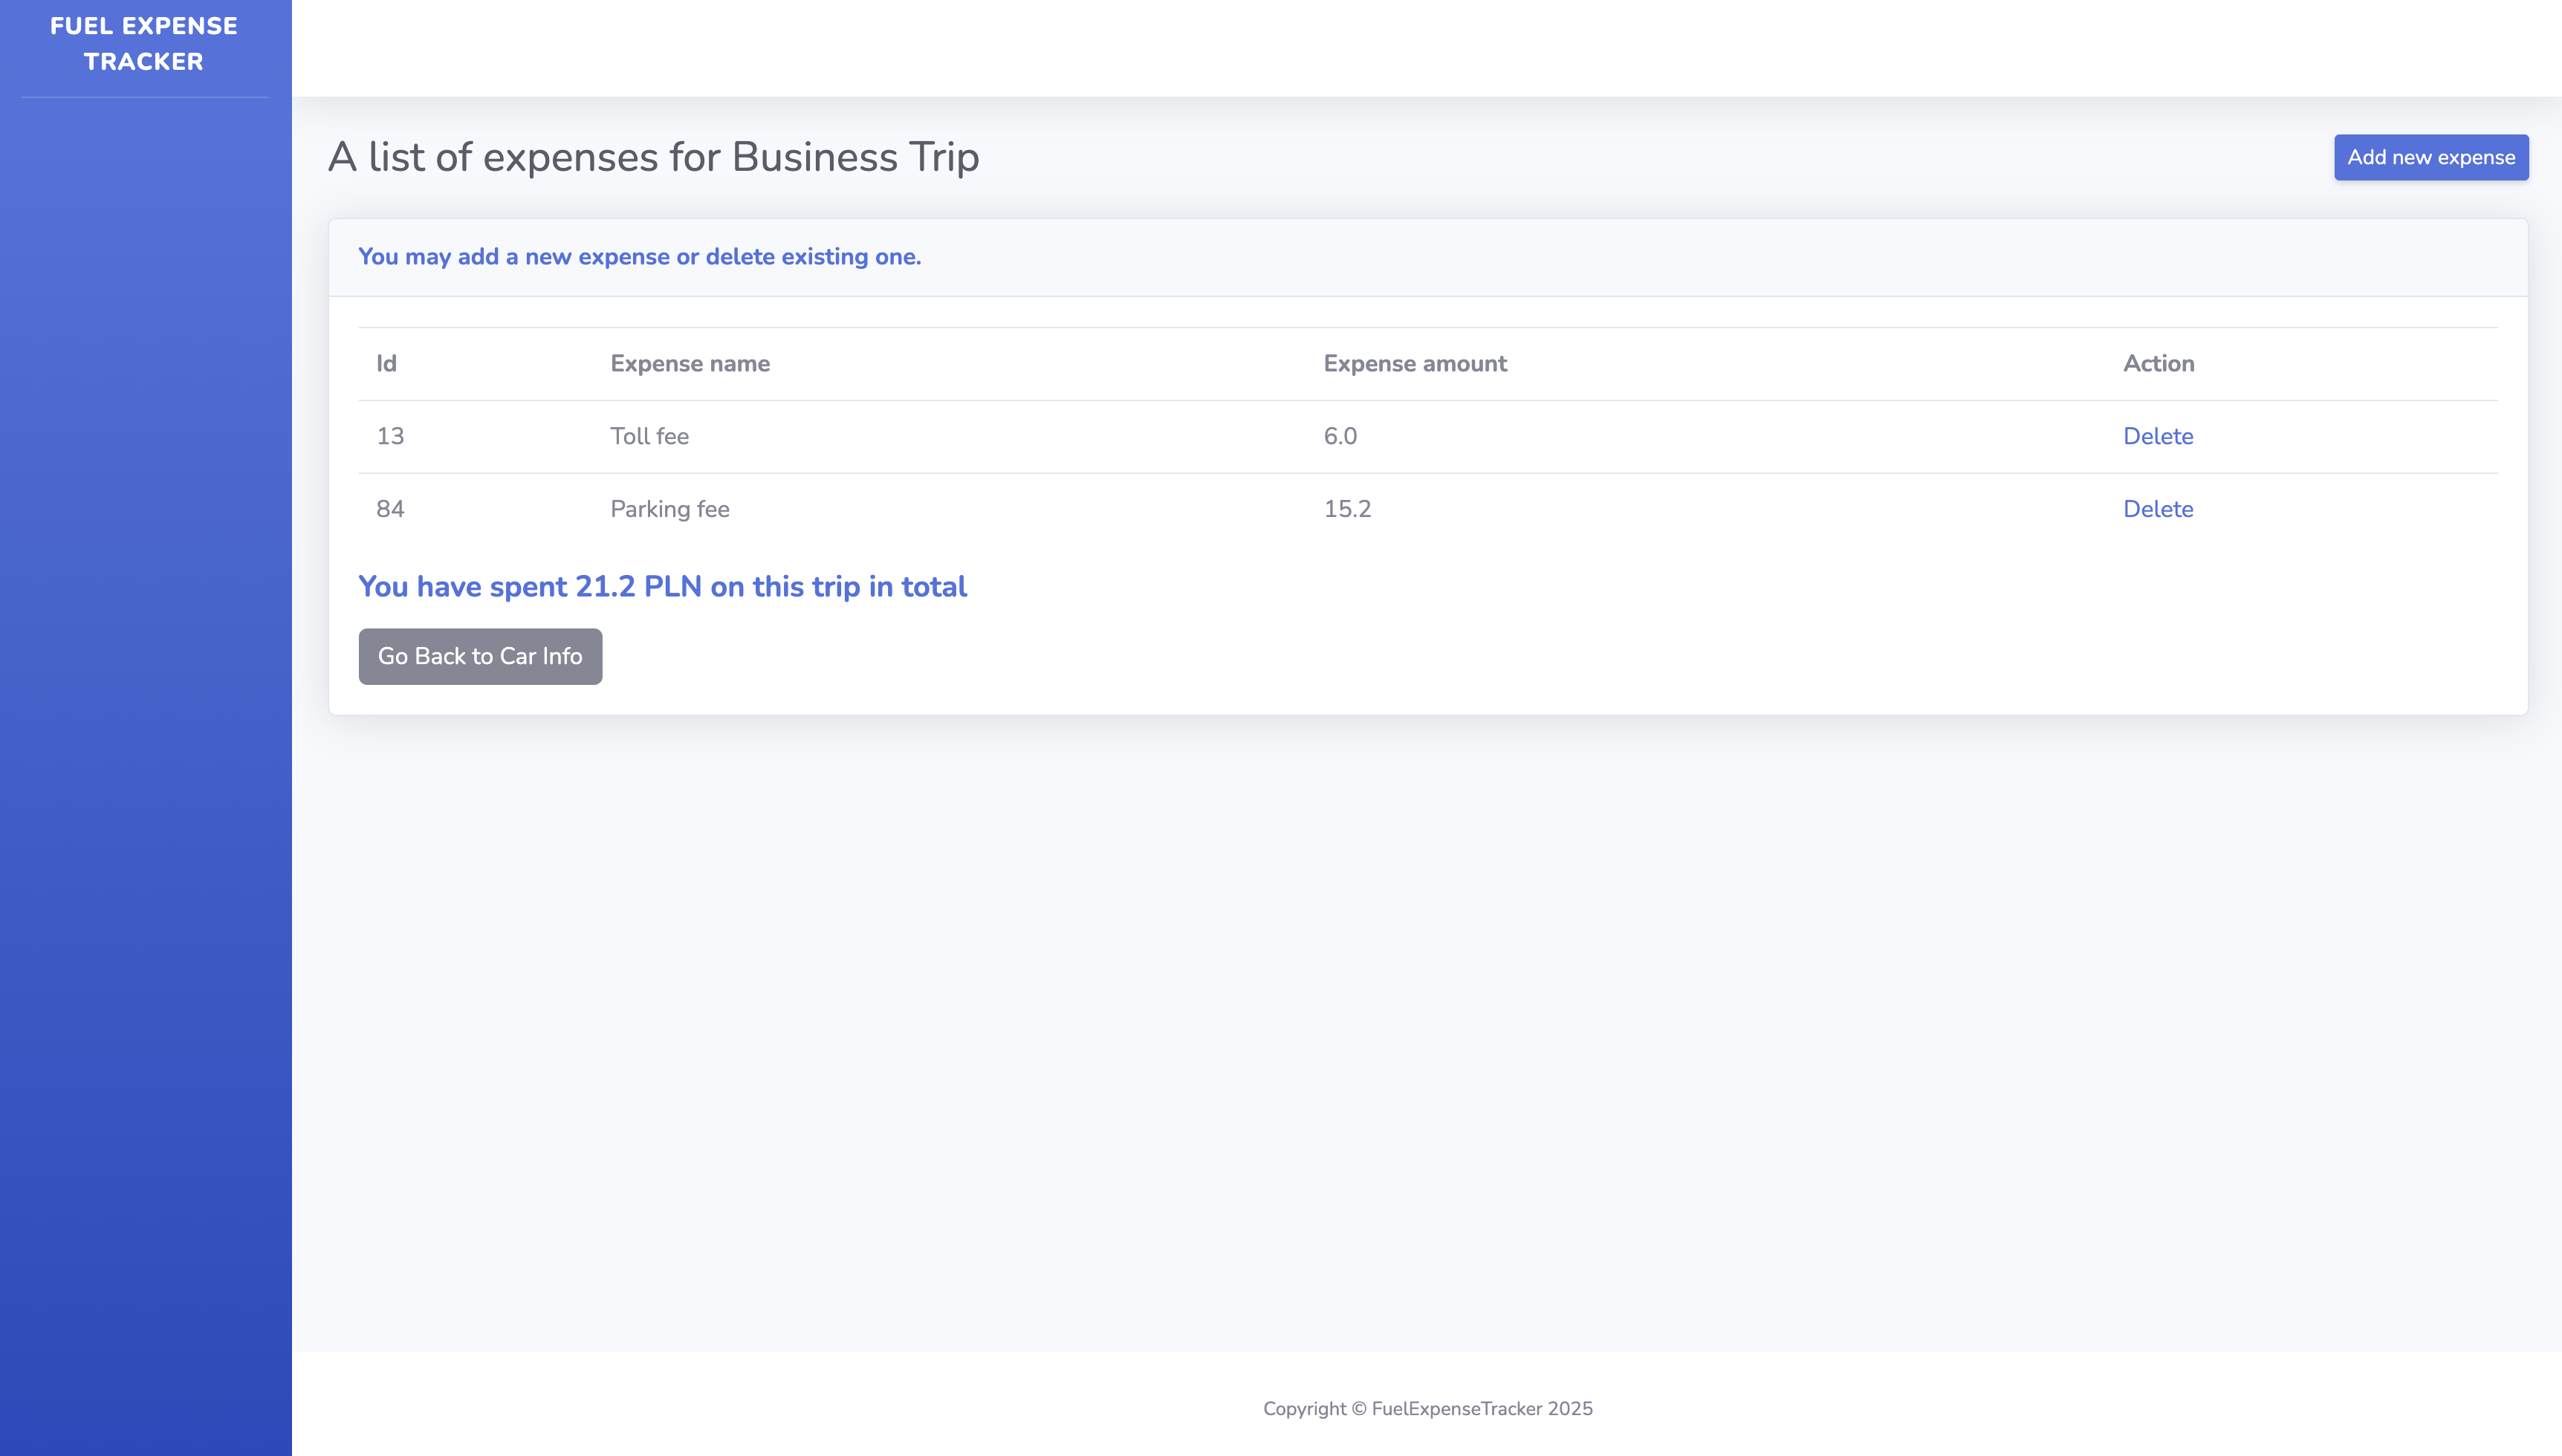 FUEL EXPENSE
TRACKER
A list of expenses for Business Trip
Add new expense
You may add a new expense or delete existing one.
Id Expense name Expense amount Action
13 Toll fee 6.0 Delete
84 Parking fee 15.2 Delete
You have spent 21.2 PLN on this trip in total
Go Back to Car Info
Copyright © FuelExpenseTracker 2025